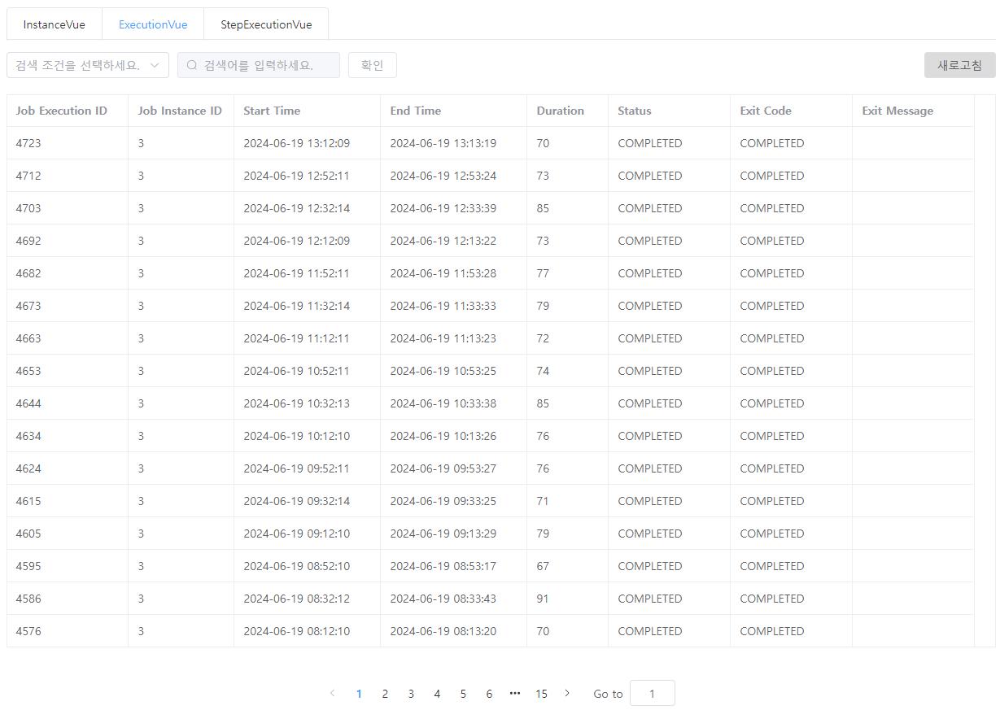 InstanceVue ExecutionVue StepExecutionVue
검색 조건을 선택하세요. 검색어를 입력하세요. 확인 새로고침
Job Execution ID Job Instance ID Start Time End Time Duration Status Exit Code Exit Message
4723 3 2024-06-19 13:12:09 2024-06-19 13:13:19 70 COMPLETED COMPLETED
4712 3 2024-06-19 12:52:11 2024-06-19 12:53:24 73 COMPLETED COMPLETED
4703 3 2024-06-19 12:32:14 2024-06-19 12:33:39 85 COMPLETED COMPLETED
4692 3 2024-06-19 12:12:09 2024-06-19 12:13:22 73 COMPLETED COMPLETED
4682 3 2024-06-19 11:52:11 2024-06-19 11:53:28 77 COMPLETED COMPLETED
4673 3 2024-06-19 11:32:14 2024-06-19 11:33:33 79 COMPLETED COMPLETED
4663 3 2024-06-19 11:12:11 2024-06-19 11:13:23 72 COMPLETED COMPLETED
4653 3 2024-06-19 10:52:11 2024-06-19 10:53:25 74 COMPLETED COMPLETED
4644 3 2024-06-19 10:32:13 2024-06-19 10:33:38 85 COMPLETED COMPLETED
4634 3 2024-06-19 10:12:10 2024-06-19 10:13:26 76 COMPLETED COMPLETED
4624 3 2024-06-19 09:52:11 2024-06-19 09:53:27 76 COMPLETED COMPLETED
4615 3 2024-06-19 09:32:14 2024-06-19 09:33:25 71 COMPLETED COMPLETED
4605 3 2024-06-19 09:12:10 2024-06-19 09:13:29 79 COMPLETED COMPLETED
4595 3 2024-06-19 08:52:10 2024-06-19 08:53:17 67 COMPLETED COMPLETED
4586 3 2024-06-19 08:32:12 2024-06-19 08:33:43 91 COMPLETED COMPLETED
4576 3 2024-06-19 08:12:10 2024-06-19 08:13:20 70 COMPLETED COMPLETED
1 2 3 4 5 6 ••• 15 Go to 1